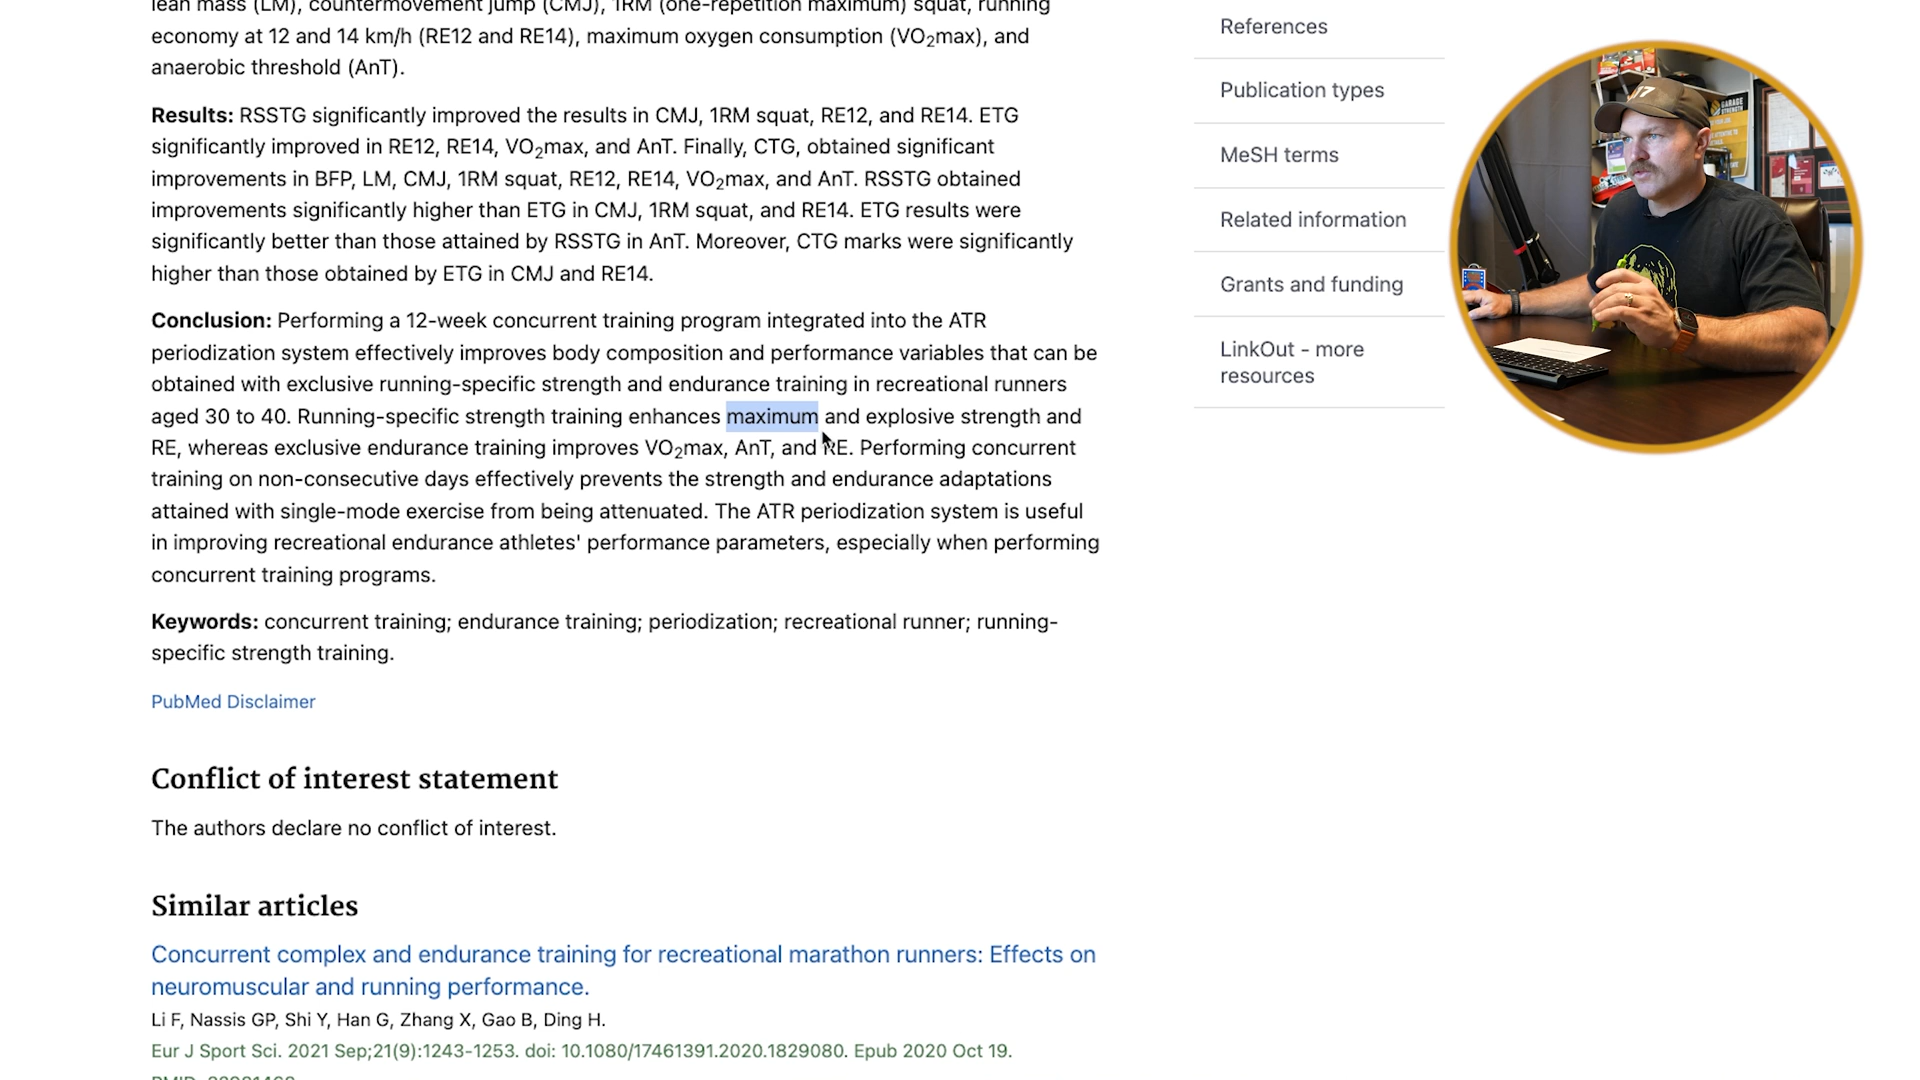 lean mass (LM), countermovement jump (CMJ), 1RM (one-repetition maximum) squat, running
economy at 12 and 14 km/h (RE12 and RE14), maximum oxygen consumption (VO2max), and
anaerobic threshold (AnT).
Results: RSSTG significantly improved the results in CMJ, 1RM squat, RE12, and RE14. ETG
significantly improved in RE12, RE14, VO2max, and AnT. Finally, CTG, obtained significant
improvements in BFP, LM, CMJ, 1RM squat, RE12, RE14, VO2max, and AnT. RSSTG obtained
improvements significantly higher than ETG in CMJ, 1RM squat, and RE14. ETG results were
significantly better than those attained by RSSTG in AnT. Moreover, CTG marks were significantly
higher than those obtained by ETG in CMJ and RE14.
Conclusion: Performing a 12-week concurrent training program integrated into the ATR
periodization system effectively improves body composition and performance variables that can be
obtained with exclusive running-specific strength and endurance training in recreational runners
aged 30 to 40. Running-specific strength training enhances maximum and explosive strength and
RE, whereas exclusive endurance training improves VO2max, AnT, and RE. Performing concurrent
training on non-consecutive days effectively prevents the strength and endurance adaptations
attained with single-mode exercise from being attenuated. The ATR periodization system is useful
in improving recreational endurance athletes' performance parameters, especially when performing
concurrent training programs.
Keywords: concurrent training; endurance training; periodization; recreational runner; running-
specific strength training.
PubMed Disclaimer
Conflict of interest statement
The authors declare no conflict of interest.
Similar articles
Concurrent complex and endurance training for recreational marathon runners: Effects on
neuromuscular and running performance.
Li F, Nassis GP, Shi Y, Han G, Zhang X, Gao B, Ding H.
Eur J Sport Sci. 2021 Sep;21(9):1243-1253. doi: 10.1080/17461391.2020.1829080. Epub 2020 Oct 19.
References
Publication types
MeSH terms
Related information
Grants and funding
LinkOut - more
resources
GARAGE
STRENGTH